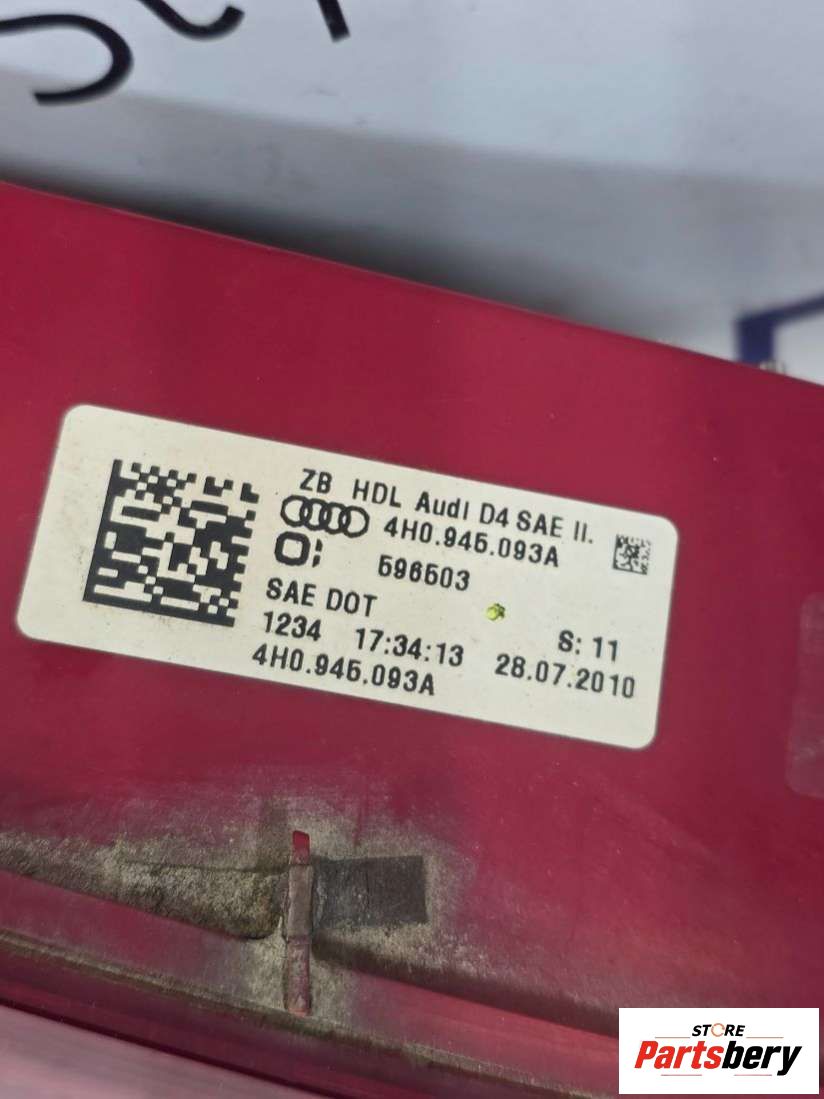 ZB HDL Audi D4 SAE II.
4H0.945.093A
596503
SAE DOT
S: 11
1234 17:34:13 28.07.2010
4H0.945.093A
STORE
Partsbery